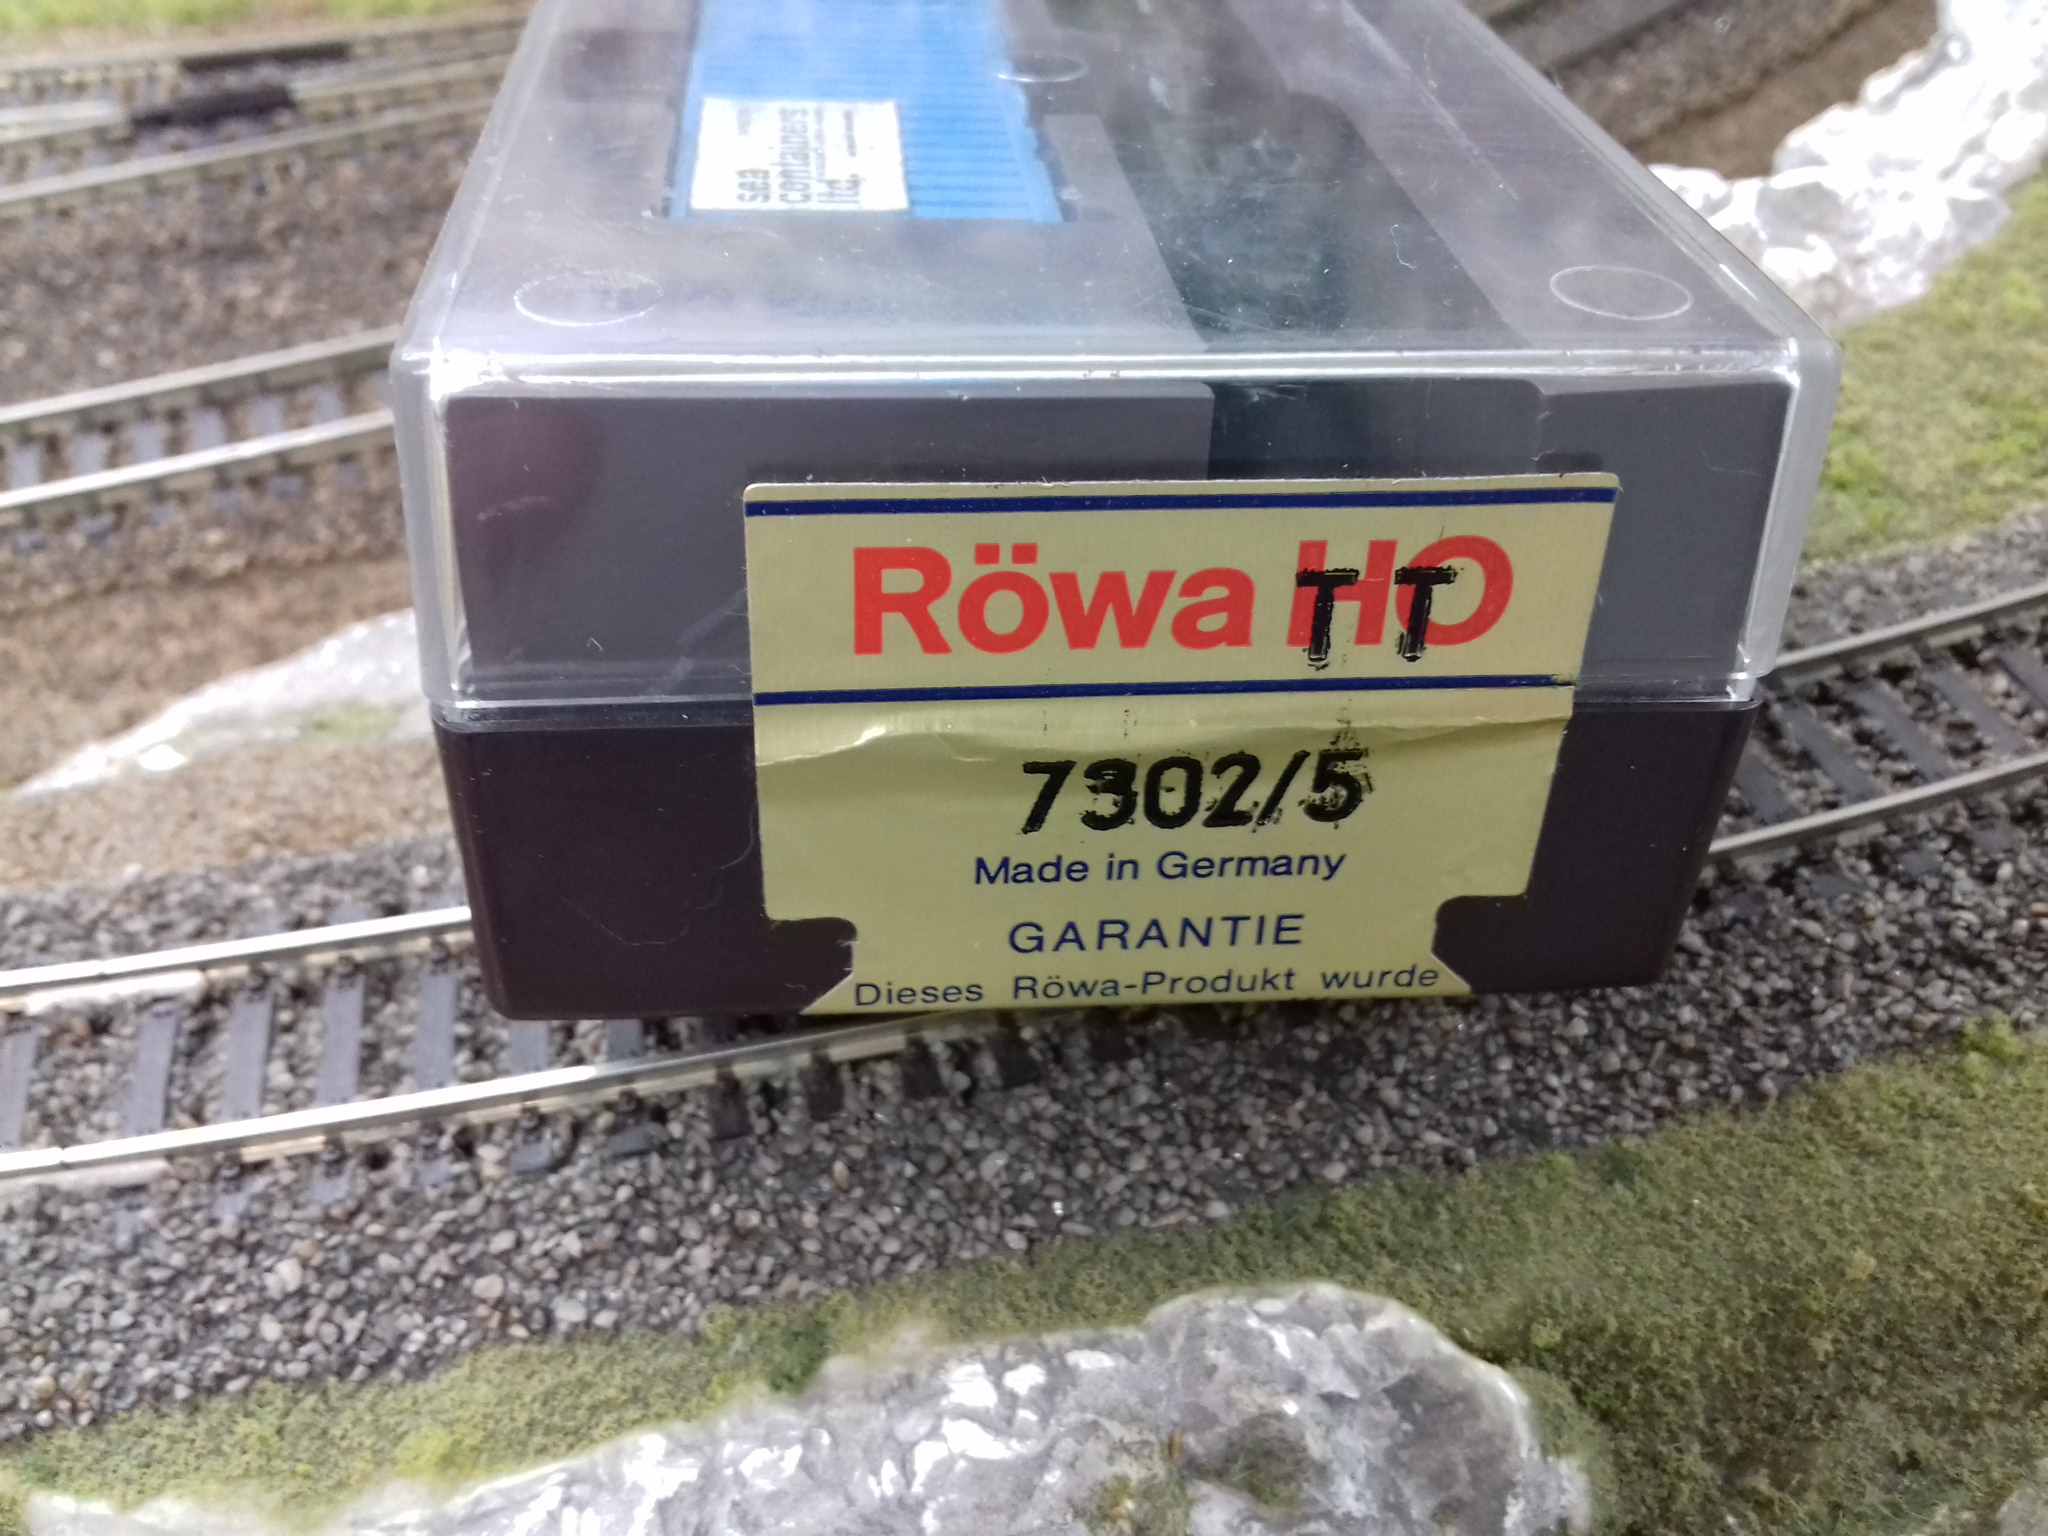 sea
containers
ltd.
Röwa HO
TT
7302/5
Made in Germany
GARANTIE
Dieses Röwa-Produkt wurde